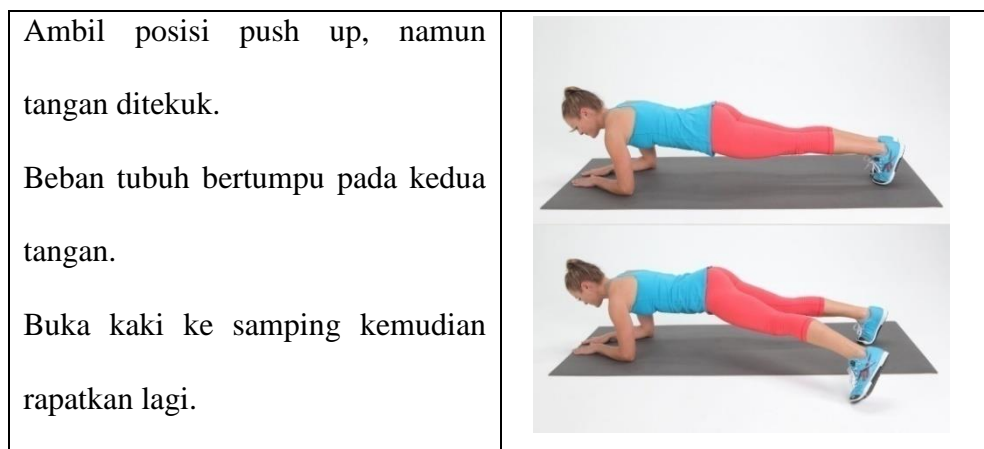 Ambil posisi push up, namun
tangan ditekuk.
Beban tubuh bertumpu pada kedua
tangan.
Buka kaki ke samping kemudian
rapatkan lagi.